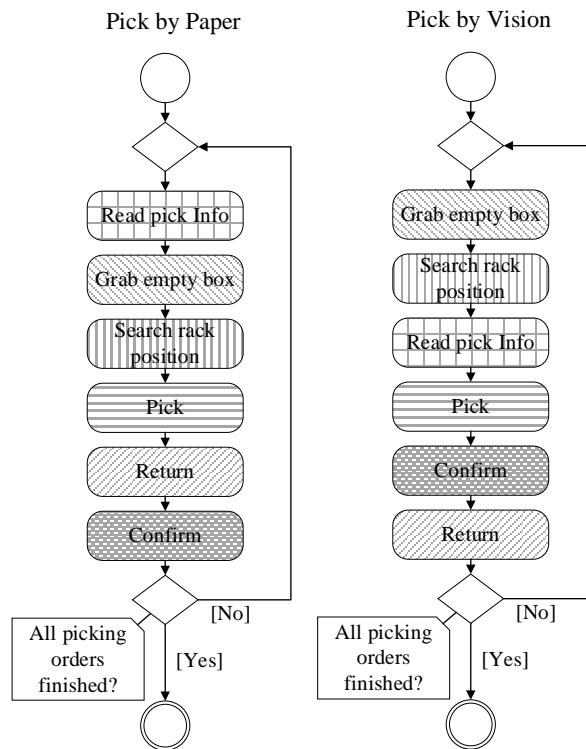 Pick by Paper
Read pick Info
Grab empty box
Search rack
position
Pick
Return
Confirm
[No]
All picking
orders
finished?
[Yes]
Pick by Vision
Grab empty box
Search rack
position
Read pick Info
Pick
Confirm
Return
[No]
All picking
orders
finished?
[Yes]